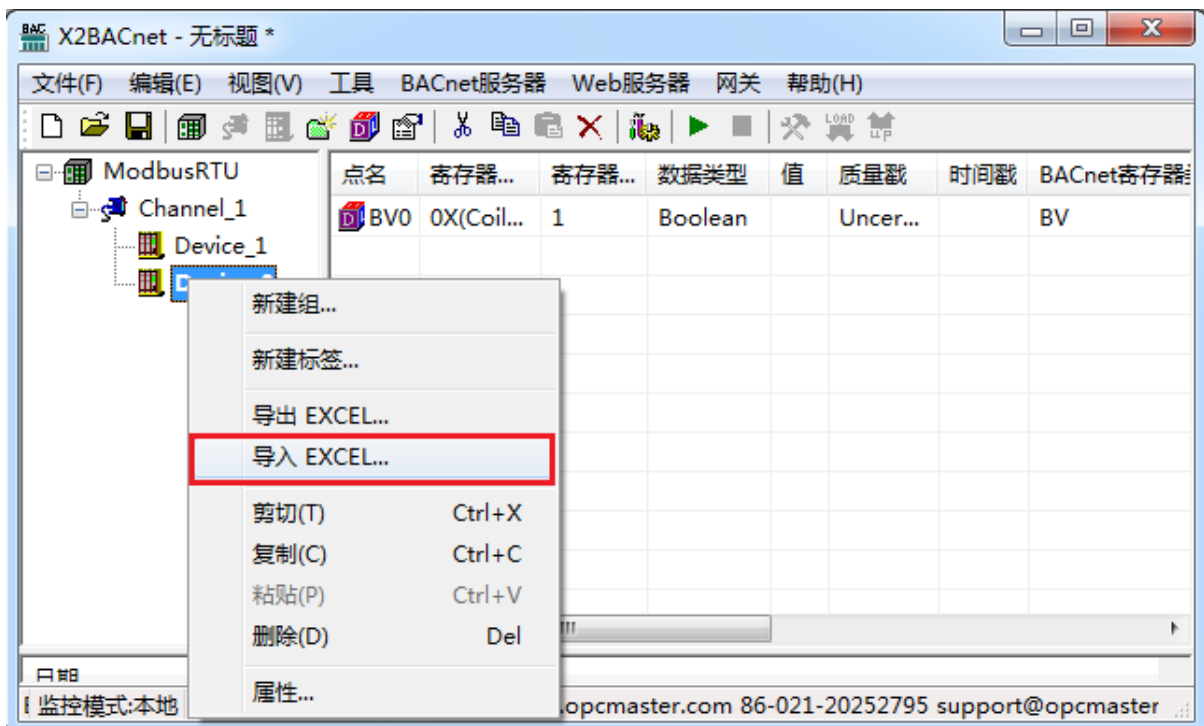 X2BACnet - 无标题 *
文件(F) 编辑(E) 视图(V) 工具 BACnet服务器 Web服务器 网关 帮助(H)
ModbusRTU
Channel_1
Device_1
点名 寄存器... 寄存器... 数据类型 值 质量戳 时间戳 BACnet寄存器
BV0 0X(Coil... 1 Boolean Uncer... BV
新建组...
新建标签...
导出 EXCEL...
导入 EXCEL...
剪切(T) Ctrl+X
复制(C) Ctrl+C
粘贴(P) Ctrl+V
删除(D) Del
属性...
日期
监控模式:本地 .opcmaster.com 86-021-20252795 support@opcmaster